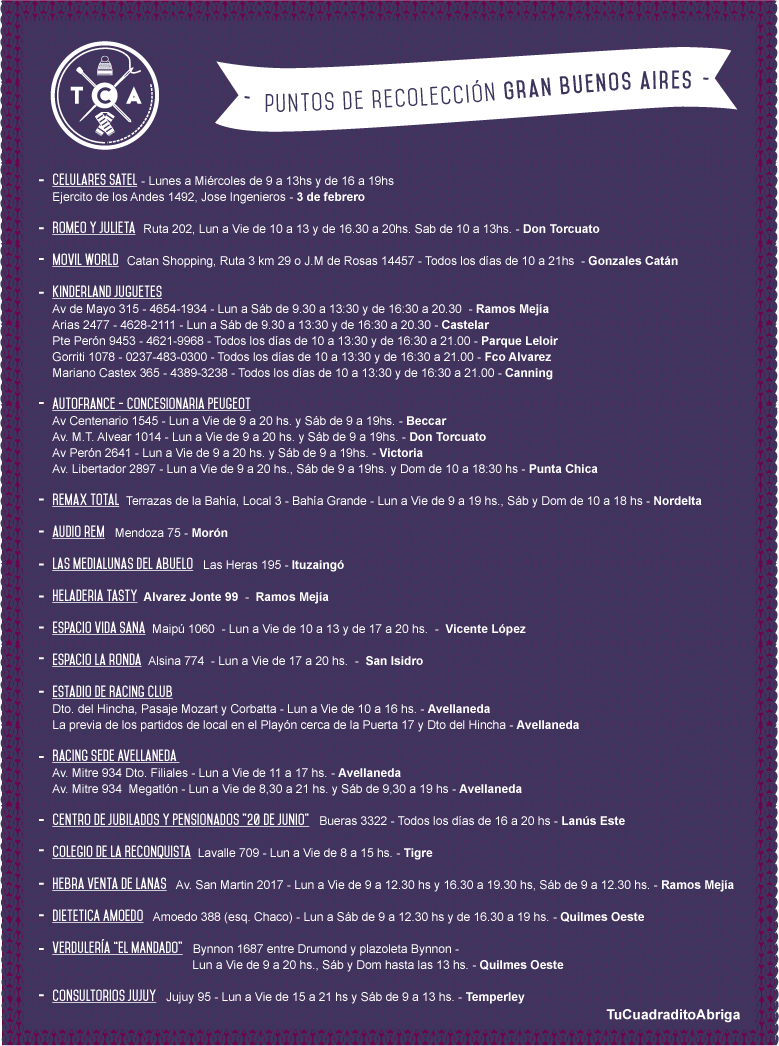 TCA
- PUNTOS DE RECOLECCIÓN GRAN BUENOS AIRES -
- CELULARES SATEL - Lunes a Miércoles de 9 a 13hs y de 16 a 19hs
Ejercito de los Andes 1492, Jose Ingenieros - 3 de febrero
- ROMEO Y JULIETA Ruta 202, Lun a Vie de 10 a 13 y de 16.30 a 20hs. Sab de 10 a 13hs. - Don Torcuato
- MOVIL WORLD Catan Shopping, Ruta 3 km 29 o J.M de Rosas 14457 - Todos los días de 10 a 21hs - Gonzales Catán
- KINDERLAND JUGUETES
Av de Mayo 315 - 4654-1934 - Lun a Sáb de 9.30 a 13:30 y de 16:30 a 20.30 - Ramos Mejía
Arias 2477 - 4628-2111 - Lun a Sáb de 9.30 a 13:30 y de 16:30 a 20.30 - Castelar
Pte Perón 9453 - 4621-9968 - Todos los días de 10 a 13:30 y de 16:30 a 21.00 - Parque Leloir
Gorriti 1078 - 0237-483-0300 - Todos los días de 10 a 13:30 y de 16:30 a 21.00 - Fco Alvarez
Mariano Castex 365 - 4389-3238 - Todos los días de 10 a 13:30 y de 16:30 a 21.00 - Canning
- AUTOFRANCE - CONCESIONARIA PEUGEOT
Av Centenario 1545 - Lun a Vie de 9 a 20 hs. y Sáb de 9 a 19hs. - Beccar
Av. M.T. Alvear 1014 - Lun a Vie de 9 a 20 hs. y Sáb de 9 a 19hs. - Don Torcuato
Av Perón 2641 - Lun a Vie de 9 a 20 hs. y Sáb de 9 a 19hs. - Victoria
Av. Libertador 2897 - Lun a Vie de 9 a 20 hs., Sáb de 9 a 19hs. y Dom de 10 a 18:30 hs - Punta Chica
- REMAX TOTAL Terrazas de la Bahía, Local 3 - Bahía Grande - Lun a Vie de 9 a 19 hs., Sáb y Dom de 10 a 18 hs - Nordelta
- AUDIO REM Mendoza 75 - Morón
- LAS MEDIALUNAS DEL ABUELO Las Heras 195 - Ituzaingó
- HELADERIA TASTY Alvarez Jonte 99 - Ramos Mejía
- ESPACIO VIDA SANA Maipú 1060 - Lun a Vie de 10 a 13 y de 17 a 20 hs. - Vicente López
- ESPACIO LA RONDA Alsina 774 - Lun a Vie de 17 a 20 hs. - San Isidro
- ESTADIO DE RACING CLUB
Dto. del Hincha, Pasaje Mozart y Corbatta - Lun a Vie de 10 a 16 hs. - Avellaneda
La previa de los partidos de local en el Playón cerca de la Puerta 17 y Dto del Hincha - Avellaneda
- RACING SEDE AVELLANEDA
Av. Mitre 934 Dto. Filiales - Lun a Vie de 11 a 17 hs. - Avellaneda
Av. Mitre 934 Megatlón - Lun a Vie de 8,30 a 21 hs. y Sáb de 9,30 a 19 hs - Avellaneda
- CENTRO DE JUBILADOS Y PENSIONADOS "20 DE JUNIO" Bueras 3322 - Todos los días de 16 a 20 hs - Lanús Este
- COLEGIO DE LA RECONQUISTA Lavalle 709 - Lun a Vie de 8 a 15 hs. - Tigre
- HEBRA VENTA DE LANAS Av. San Martin 2017 - Lun a Vie de 9 a 12.30 hs y 16.30 a 19.30 hs, Sáb de 9 a 12.30 hs. - Ramos Mejía
- DIETETICA AMOEDO Amoedo 388 (esq. Chaco) - Lun a Sáb de 9 a 12.30 hs y de 16.30 a 19 hs. - Quilmes Oeste
- VERDULERÍA "EL MANDADO" Bynnon 1687 entre Drumond y plazoleta Bynnon -
Lun a Vie de 9 a 20 hs., Sáb y Dom hasta las 13 hs. - Quilmes Oeste
- CONSULTORIOS JUJUY Jujuy 95 - Lun a Vie de 15 a 21 hs y Sáb de 9 a 13 hs. - Temperley
TuCuadraditoAbriga